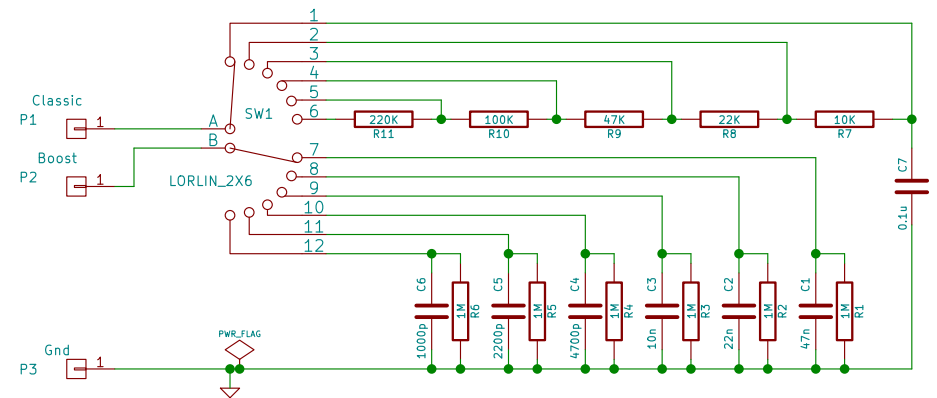 1
2
3
4
5
6
Classic
P1
1
A
B
SW1
220K
R11
100K
R10
47K
R9
22K
R8
10K
R7
Boost
P2
1
LORLIN_2X6
7
8
9
10
11
12
C7
0.1u
C6
1000p
1M
R6
C5
2200p
1M
R5
C4
4700p
1M
R4
C3
10n
1M
R3
C2
22n
1M
R2
C1
47n
1M
R1
PWR_FLAG
Gnd
P3
1